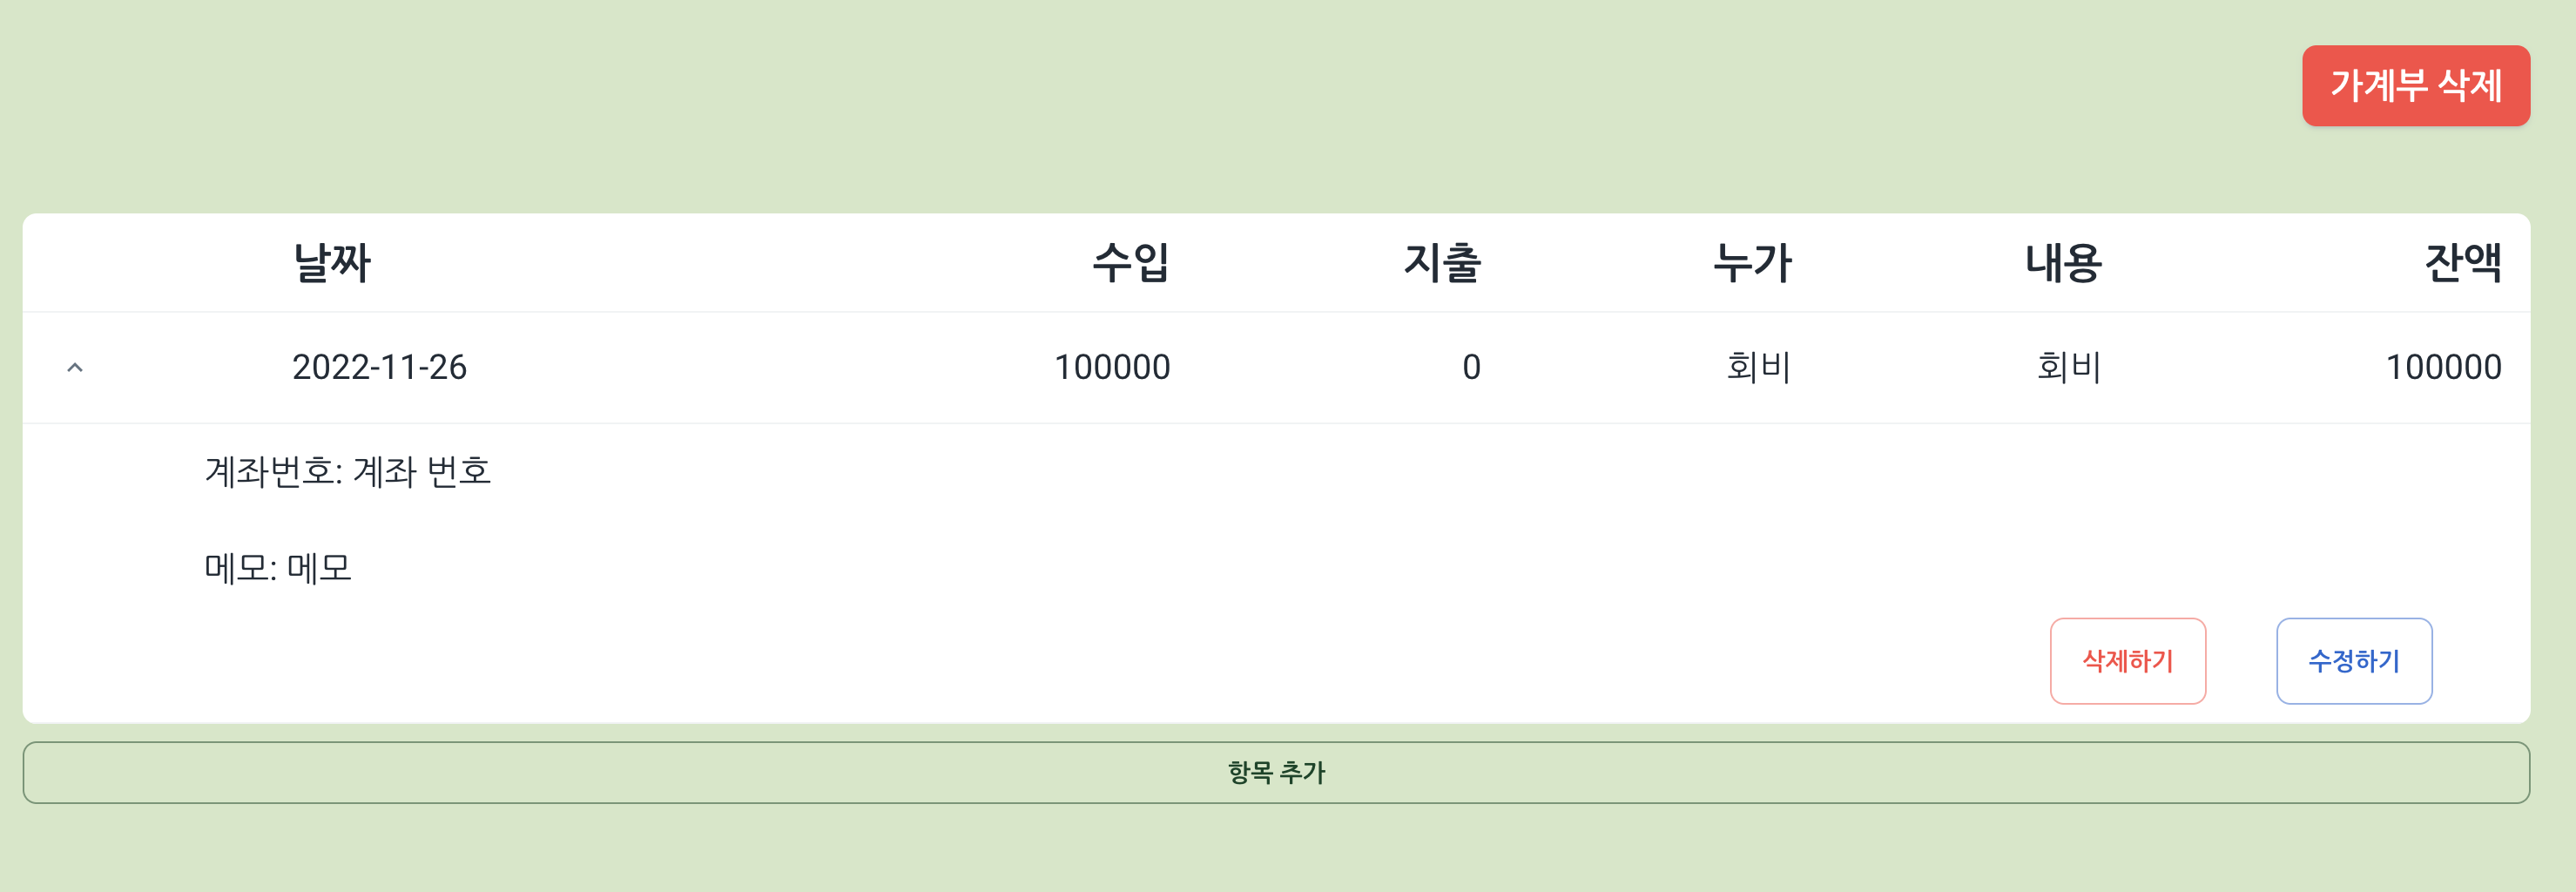 가계부 삭제
날짜 수입 지출 누가 내용 잔액
2022-11-26 100000 0 회비 회비 100000
계좌번호: 계좌 번호
메모: 메모
삭제하기 수정하기
항목 추가